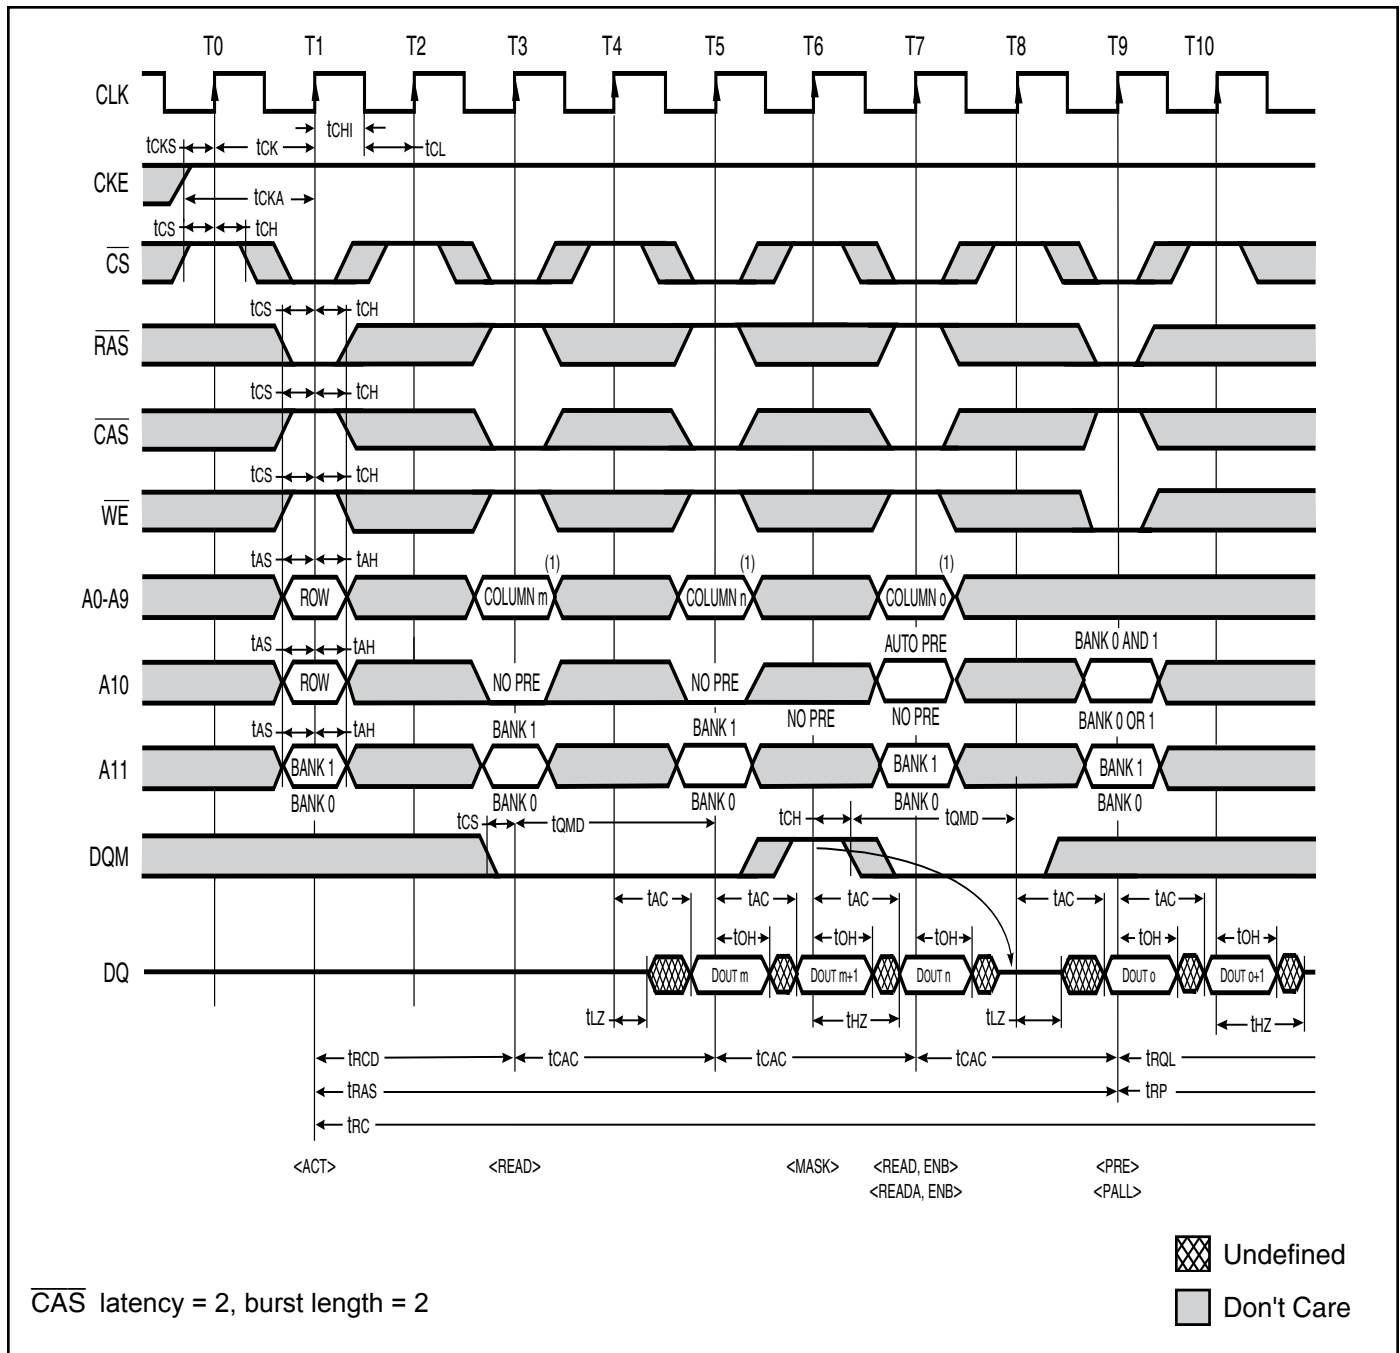 T0 T1 T2 T3 T4 T5 T6 T7 T8 T9 T10
CLK
tCHI
tCKS tCK tCL
CKE
tCKA
tCS tCH
CS
tCS tCH
RAS
tCS tCH
CAS
tCS tCH
WE
tAS tAH (1) (1) (1)
A0-A9 ROW COLUMN m COLUMN n COLUMN o
tAS tAH AUTO PRE BANK 0 AND 1
A10 ROW NO PRE NO PRE
tAS tAH BANK 1 BANK 1 NO PRE NO PRE BANK 0 OR 1
A11 BANK 1 BANK 1 BANK 1
BANK 0 BANK 0 BANK 0 BANK 0 BANK 0
tCS tQMD tCH tQMD
DQM
tAC tAC tAC tAC tAC
tOH tOH tOH tOH tOH
DQ DOUT m DOUT m+1 DOUT n DOUT o DOUT o+1
tLZ tHZ tLZ tHZ
tRCD tCAC tCAC tCAC tRQL
tRAS tRP
tRC
<ACT> <READ> <MASK> <READ, ENB> <PRE>
<READA, ENB> <PALL>
Undefined
CAS latency = 2, burst length = 2
Don't Care